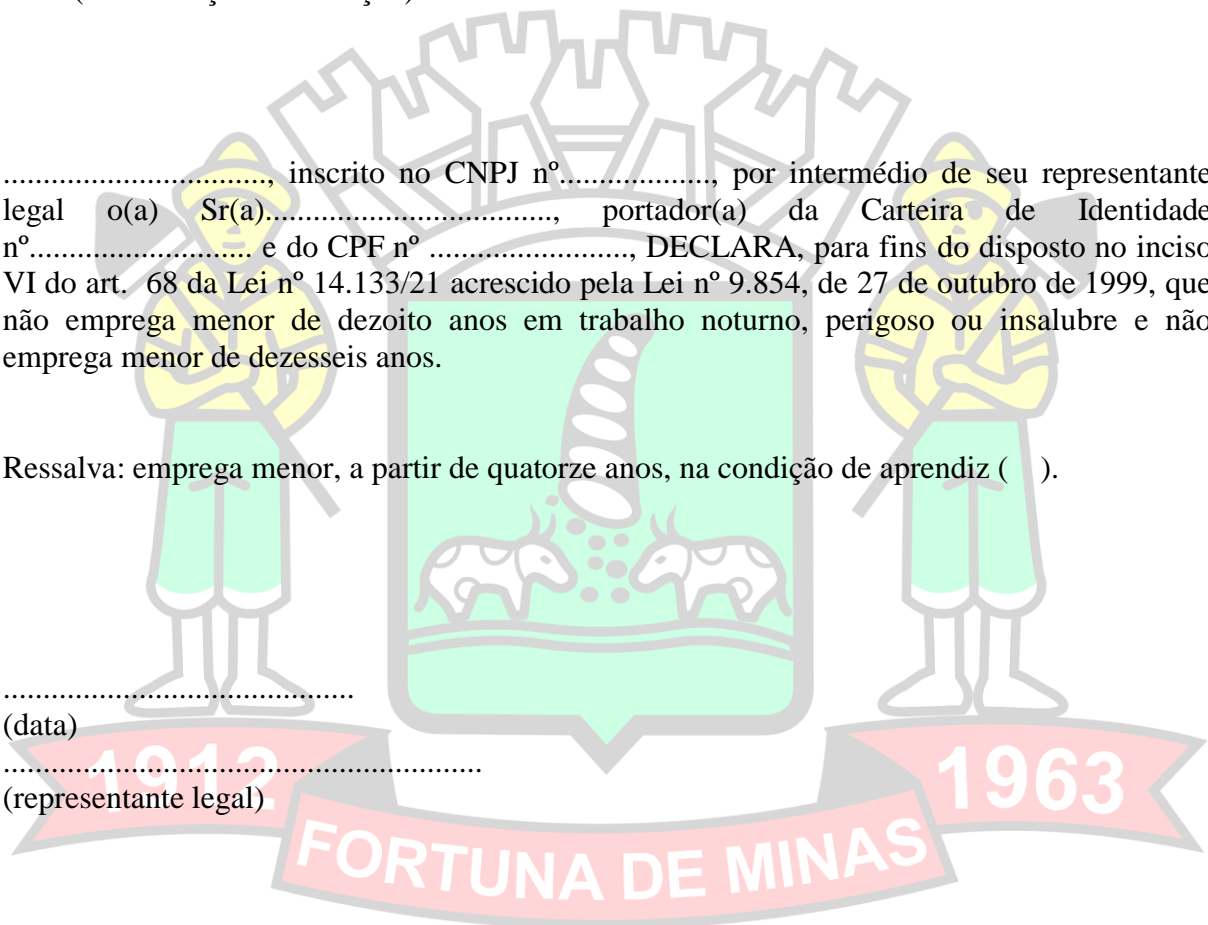 ................................., inscrito no CNPJ nº..................., por intermédio de seu representante
legal o(a) Sr(a)..................................., portador(a) da Carteira de Identidade
nº............................ e do CPF nº ........................., DECLARA, para fins do disposto no inciso
VI do art. 68 da Lei nº 14.133/21 acrescido pela Lei nº 9.854, de 27 de outubro de 1999, que
não emprega menor de dezoito anos em trabalho noturno, perigoso ou insalubre e não
emprega menor de dezesseis anos.
Ressalva: emprega menor, a partir de quatorze anos, na condição de aprendiz ( ).
............................................
(data)
............................................................
(representante legal)
1912
1963
FORTUNA DE MINAS